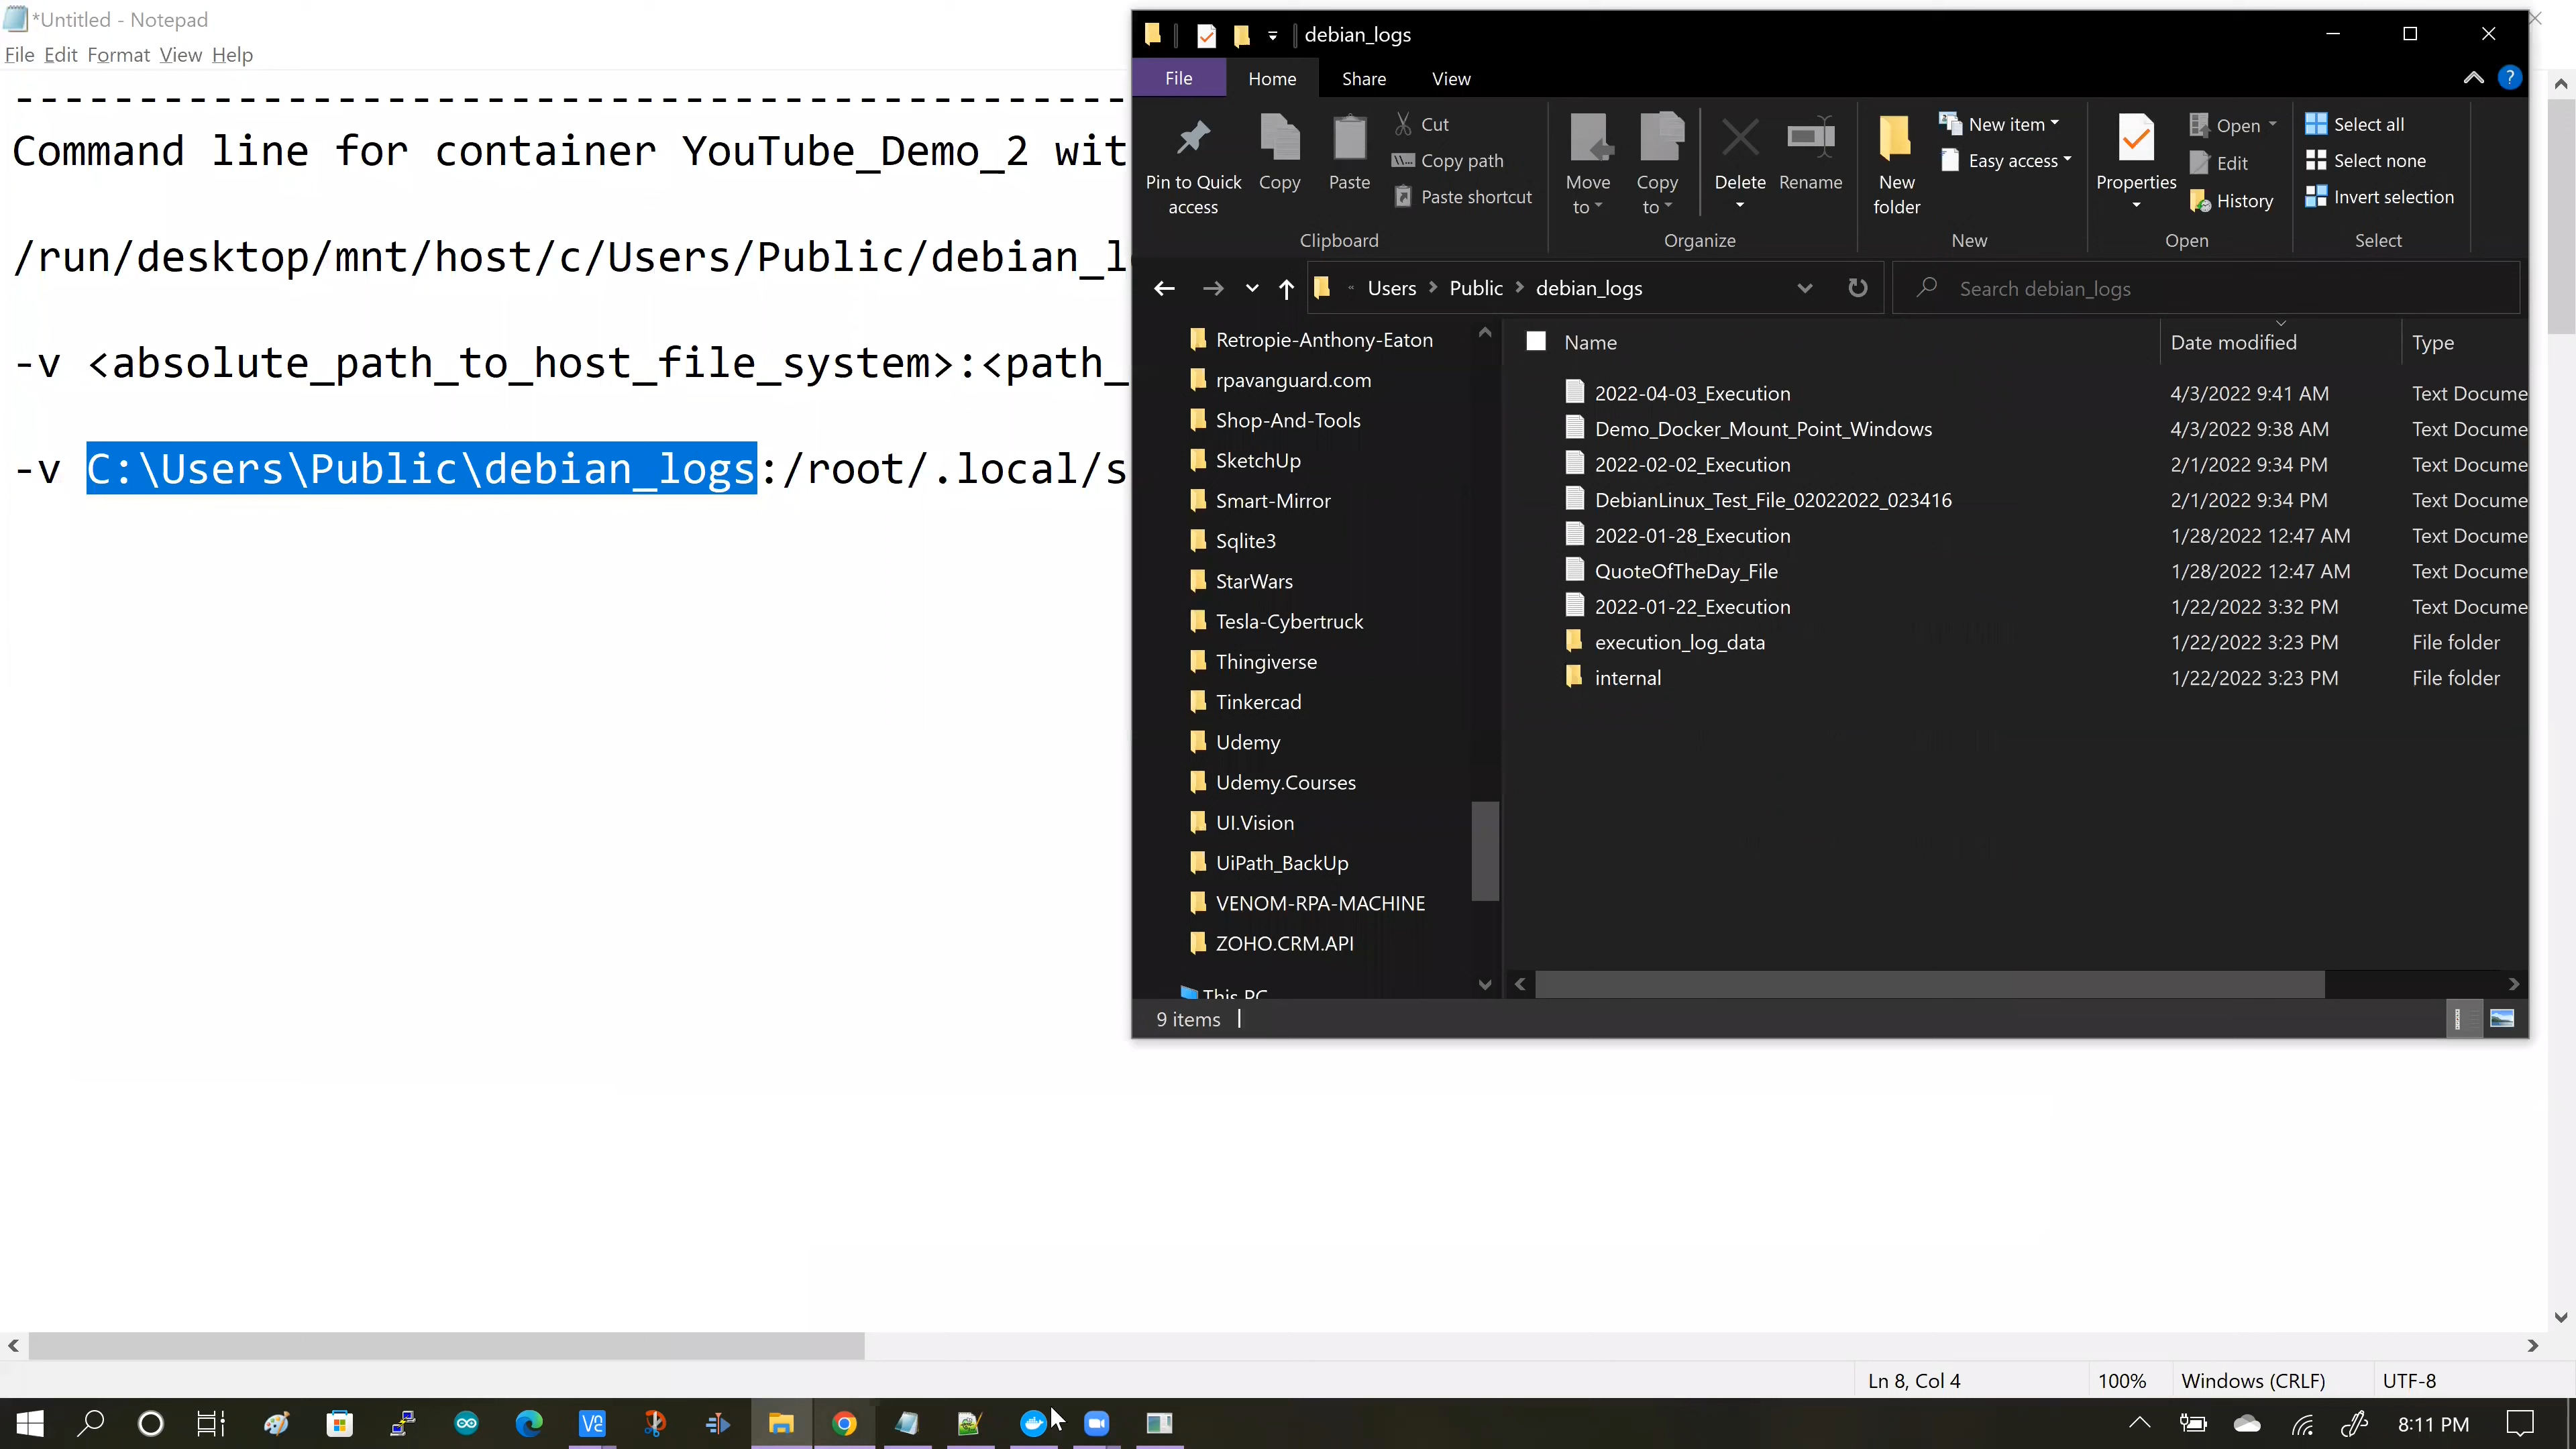 *Untitled - Notepad
File Edit Format View Help
----------------------------------------------
Command line for container YouTube_Demo_2 wit
/run/desktop/mnt/host/c/Users/Public/debian_l
-v <absolute_path_to_host_file_system>:<path_
-v C:\Users\Public\debian_logs:/root/.local/s
debian_logs
File Home Share View
Pin to Quick access
Copy
Paste
Cut
Copy path
Paste shortcut
Clipboard
Move to
Copy to
Delete
Rename
Organize
New folder
New item
Easy access
New
Properties
Open
Edit
History
Open
Select all
Select none
Invert selection
Select
« Users > Public > debian_logs
Search debian_logs
Retropie-Anthony-Eaton
rpavanguard.com
Shop-And-Tools
SketchUp
Smart-Mirror
Sqlite3
StarWars
Tesla-Cybertruck
Thingiverse
Tinkercad
Udemy
Udemy.Courses
UI.Vision
UiPath_BackUp
VENOM-RPA-MACHINE
ZOHO.CRM.API
This PC
Name Date modified Type
2022-04-03_Execution 4/3/2022 9:41 AM Text Docume
Demo_Docker_Mount_Point_Windows 4/3/2022 9:38 AM Text Docume
2022-02-02_Execution 2/1/2022 9:34 PM Text Docume
DebianLinux_Test_File_02022022_023416 2/1/2022 9:34 PM Text Docume
2022-01-28_Execution 1/28/2022 12:47 AM Text Docume
QuoteOfTheDay_File 1/28/2022 12:47 AM Text Docume
2022-01-22_Execution 1/22/2022 3:32 PM Text Docume
execution_log_data 1/22/2022 3:23 PM File folder
internal 1/22/2022 3:23 PM File folder
9 items
Ln 8, Col 4 100% Windows (CRLF) UTF-8
8:11 PM